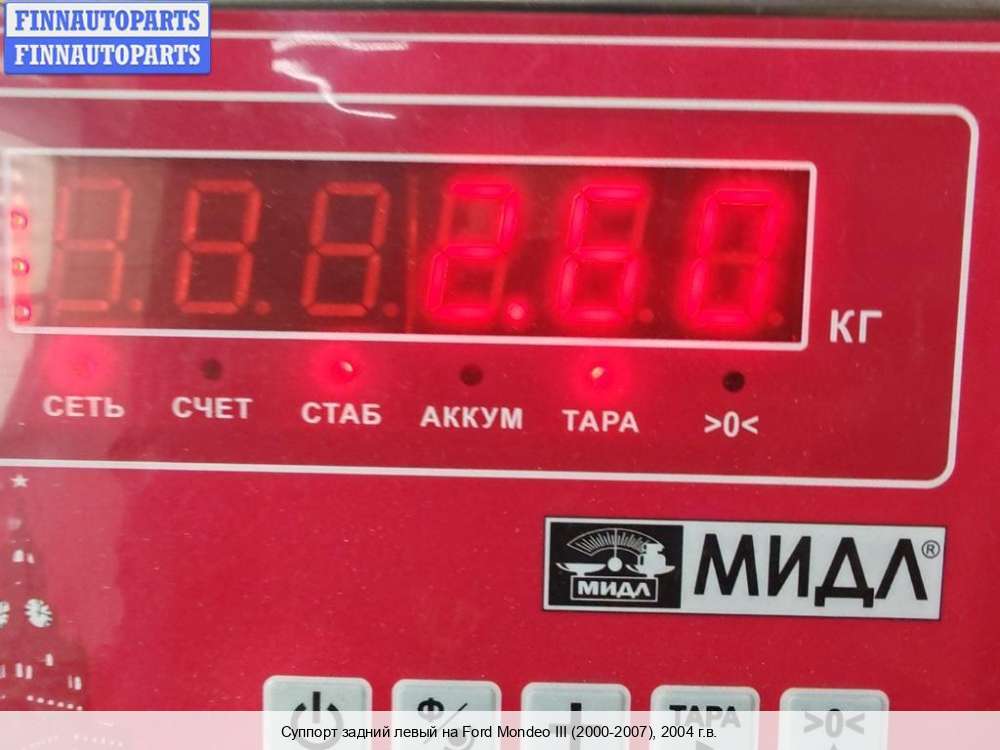 FINNAUTOPARTS
FINNAUTOPARTS
2.60
КГ
СЕТЬ СЧЕТ СТАБ АККУМ ТАРА >0<
МИДЛ МИДЛ®
ТАРА >0<
Суппорт задний левый на Ford Mondeo III (2000-2007), 2004 г.в.